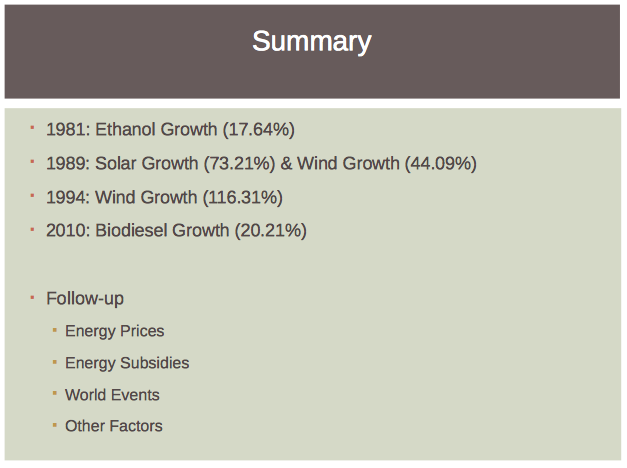 Summary
1981: Ethanol Growth (17.64%)
1989: Solar Growth (73.21%) & Wind Growth (44.09%)
1994: Wind Growth (116.31%)
2010: Biodiesel Growth (20.21%)
Follow-up
Energy Prices
Energy Subsidies
World Events
Other Factors